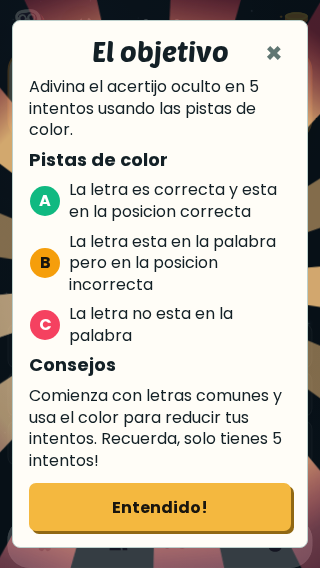 El objetivo
×
Adivina el acertijo oculto en 5
intentos usando las pistas de
color.
Pistas de color
A
La letra es correcta y esta
en la posicion correcta
B
La letra esta en la palabra
pero en la posicion
incorrecta
C
La letra no esta en la
palabra
Consejos
Comienza con letras comunes y
usa el color para reducir tus
intentos. Recuerda, solo tienes 5
intentos!
Entendido!